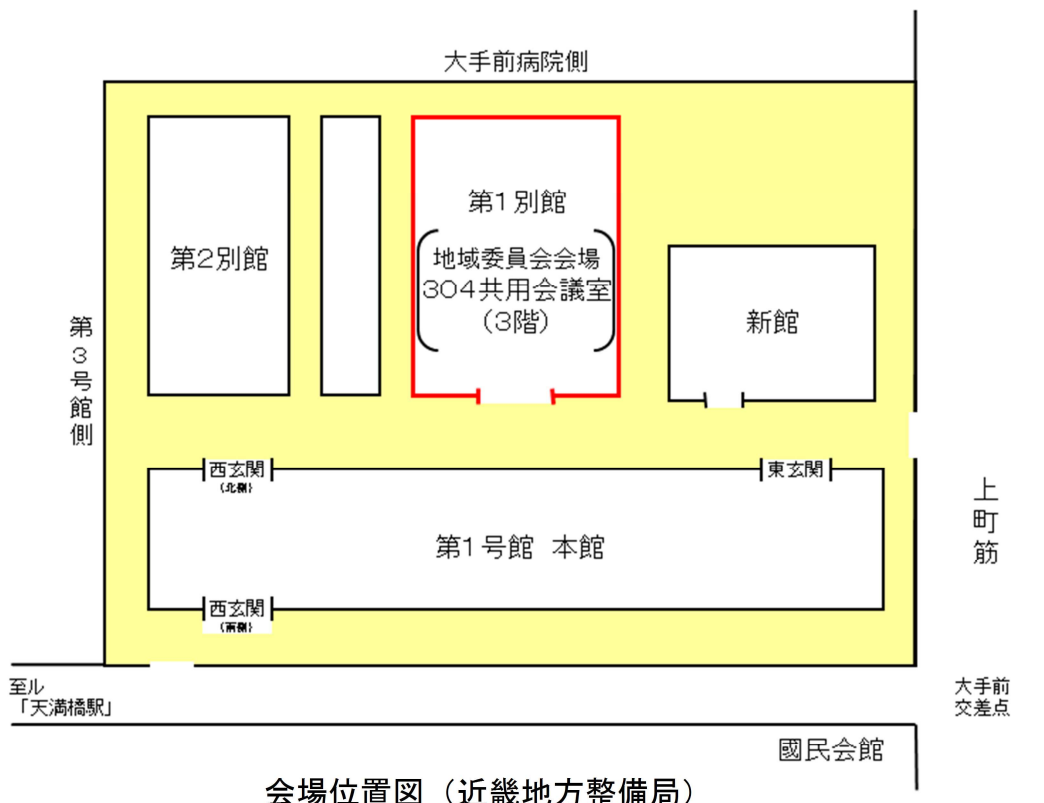 大手前病院側
第1別館
地域委員会会場
304共用会議室
(3階)
第2別館
新館
第3号館側
西玄関
(北側)
東玄関
第1号館 本館
西玄関
(南側)
上町筋
至ル
「天満橋駅」
大手前
交差点
國民会館
会場位置図(近畿地方整備局)